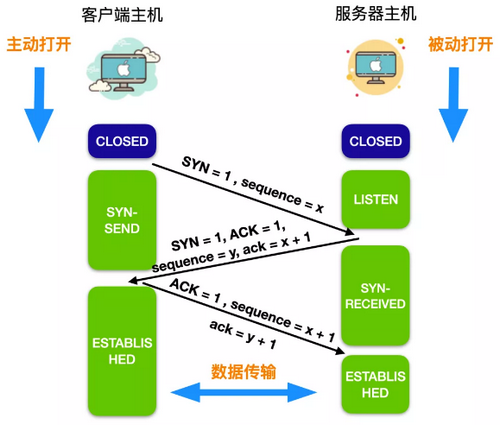 客户端主机
服务器主机
主动打开
被动打开
CLOSED
CLOSED
SYN = 1 , sequence = x
SYN-
SEND
LISTEN
SYN = 1, ACK = 1,
sequence = y, ack = x + 1
SYN-
RECEIVED
ACK = 1 , sequence = x + 1
ack = y + 1
ESTABLIS
HED
数据传输
ESTABLIS
HED